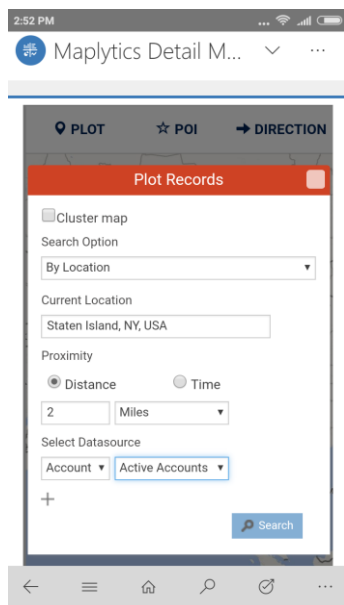 2:52 PM
Maplytics Detail M...
PLOT POI DIRECTION
Plot Records
Cluster map
Search Option
By Location
Current Location
Staten Island, NY, USA
Proximity
Distance Time
2 Miles
Select Datasource
Account Active Accounts
Search